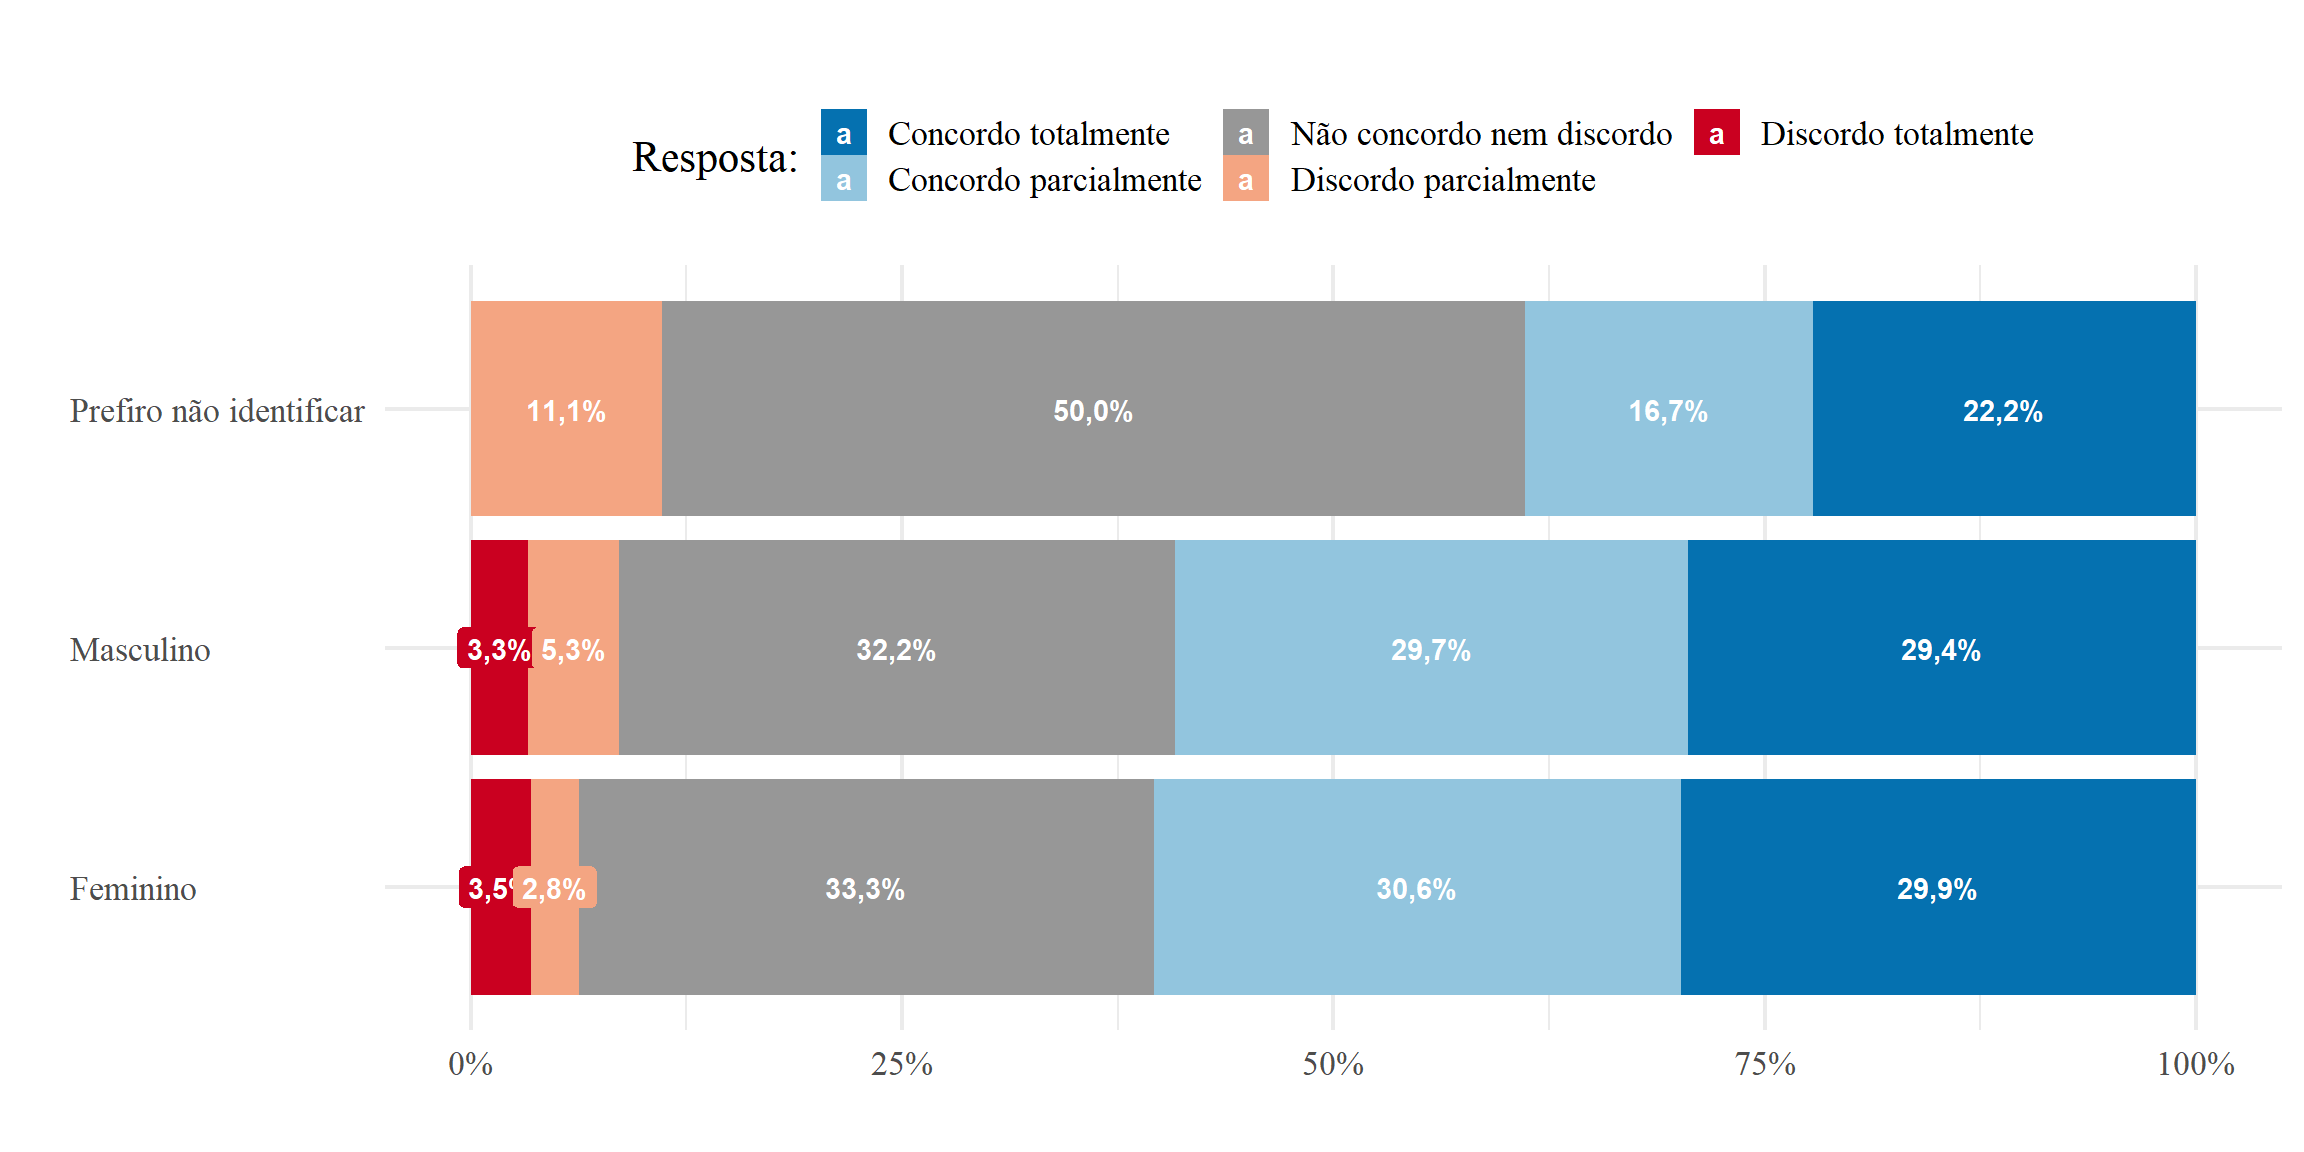 Resposta:
a Concordo totalmente
a Concordo parcialmente
a Não concordo nem discordo
a Discordo parcialmente
a Discordo totalmente
Prefiro não identificar
11,1% 50,0% 16,7% 22,2%
Masculino
3,3% 5,3% 32,2% 29,7% 29,4%
Feminino
3,5% 2,8% 33,3% 30,6% 29,9%
0% 25% 50% 75% 100%